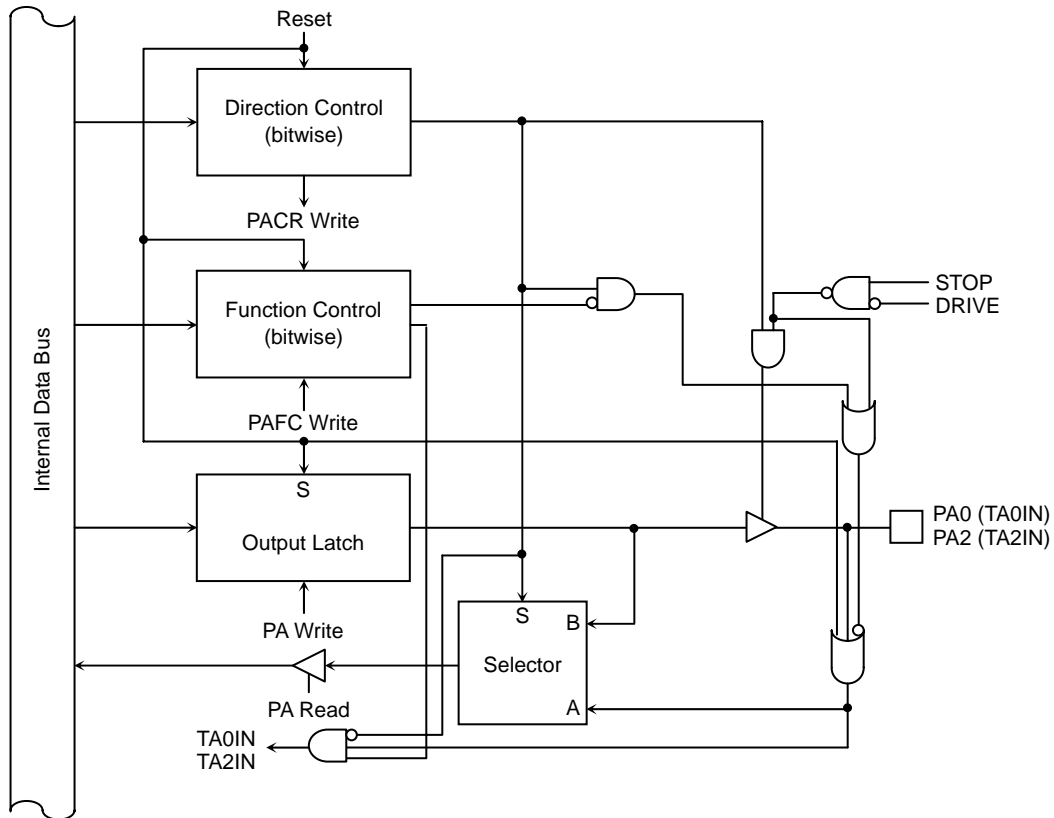 Reset
Direction Control
(bitwise)
PACR Write
Function Control
(bitwise)
STOP
DRIVE
PAFC Write
Internal Data Bus
S
Output Latch
PA0 (TA0IN)
PA2 (TA2IN)
PA Write
S
B
Selector
A
PA Read
TA0IN
TA2IN